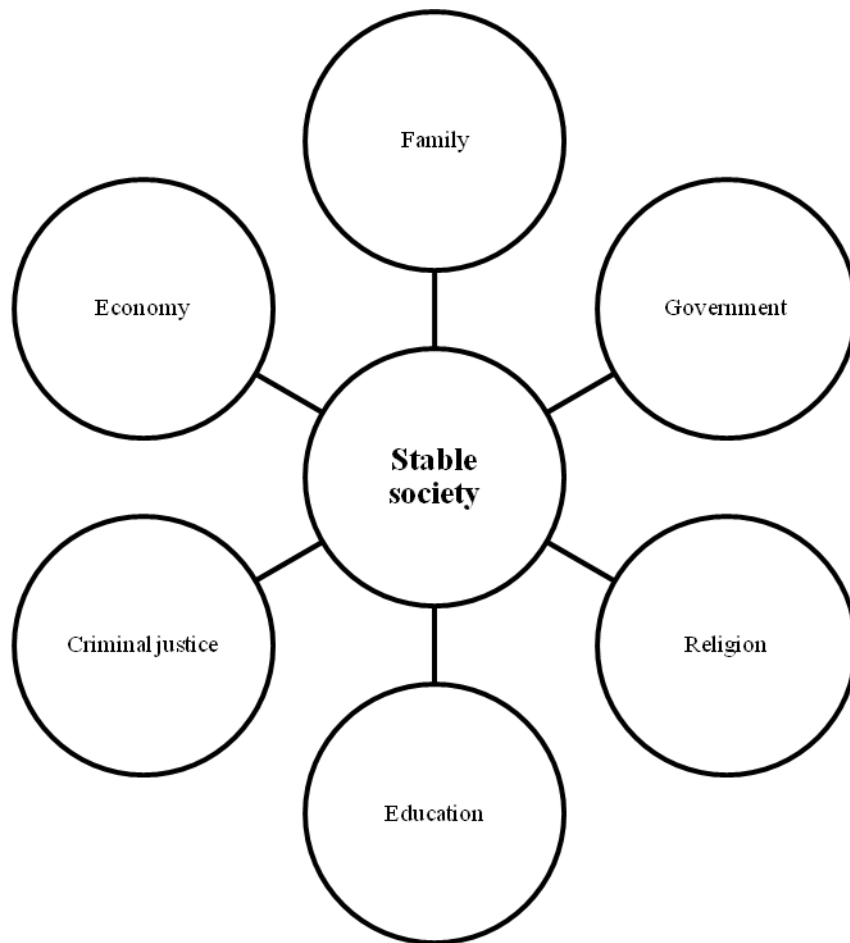 Family
Economy
Government
Stable
society
Criminal justice
Religion
Education